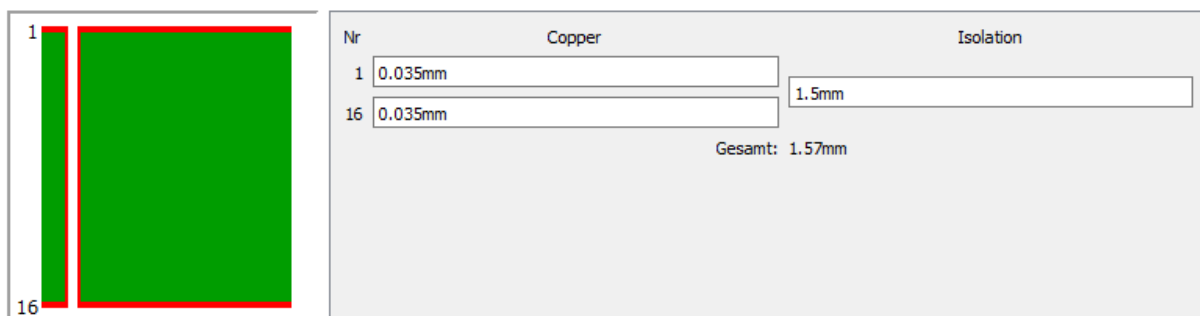 1
16
Nr Copper Isolation
1 0.035mm
1.5mm
16 0.035mm
Gesamt: 1.57mm